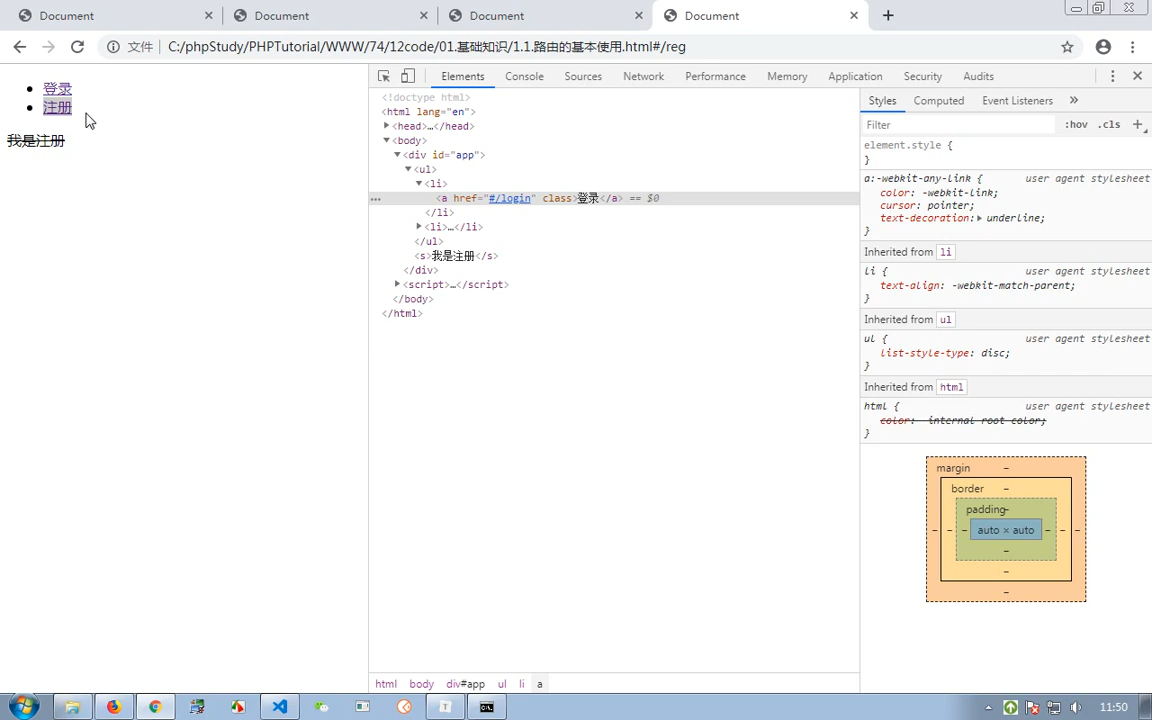 Document
Document
Document
Document
文件
C:/phpStudy/PHPTutorial/WWW/74/12code/01.基础知识/1.1.路由的基本使用.html#/reg
登录
注册
我是注册
Elements Console Sources Network Performance Memory Application Security Audits
<!doctype html>
<html lang="en">
<head>…</head>
<body>
<div id="app">
<ul>
<li>
<a href="#/login" class>登录</a> == $0
</li>
<li>…</li>
</ul>
<s>我是注册</s>
</div>
<script>…</script>
</body>
</html>
html body div#app ul li a
Styles Computed Event Listeners »
Filter :hov .cls +
element.style {
}
a:-webkit-any-link {
color: -webkit-link;
cursor: pointer;
text-decoration: underline;
}
Inherited from li
li { user agent stylesheet
text-align: -webkit-match-parent;
}
Inherited from ul
ul { user agent stylesheet
list-style-type: disc;
}
Inherited from html
html { user agent stylesheet
color: -internal-root-color;
}
margin –
border –
padding –
– – – auto × auto – – –
–
–
–
11:50